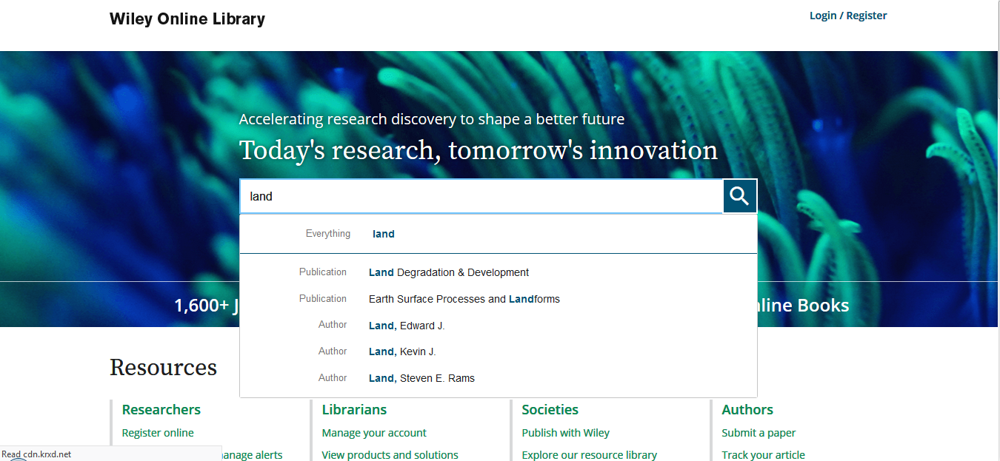 Wiley Online Library
Login / Register
Accelerating research discovery to shape a better future
Today's research, tomorrow's innovation
land
Everything land
Publication Land Degradation & Development
Publication Earth Surface Processes and Landforms
1,600+
Books
Author Land, Edward J.
Author Land, Kevin J.
Author Land, Steven E. Rams
Resources
Researchers
Register online
alerts
Librarians
Manage your account
View products and solutions
Societies
Publish with Wiley
Explore our resource library
Authors
Submit a paper
Track your article
Read cdn.krxd.net